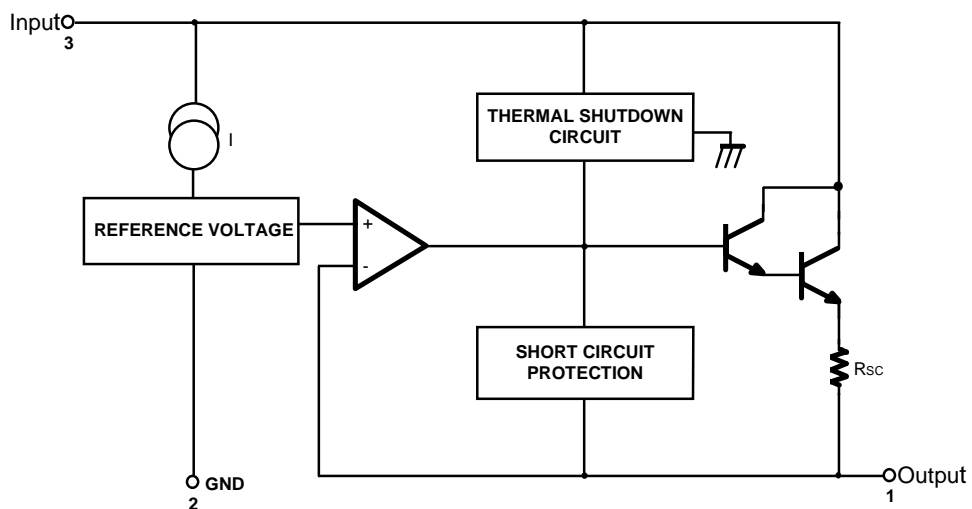 Input
3
THERMAL SHUTDOWN
CIRCUIT
I
REFERENCE VOLTAGE
+
-
SHORT CIRCUIT
PROTECTION
RSC
GND
2
Output
1